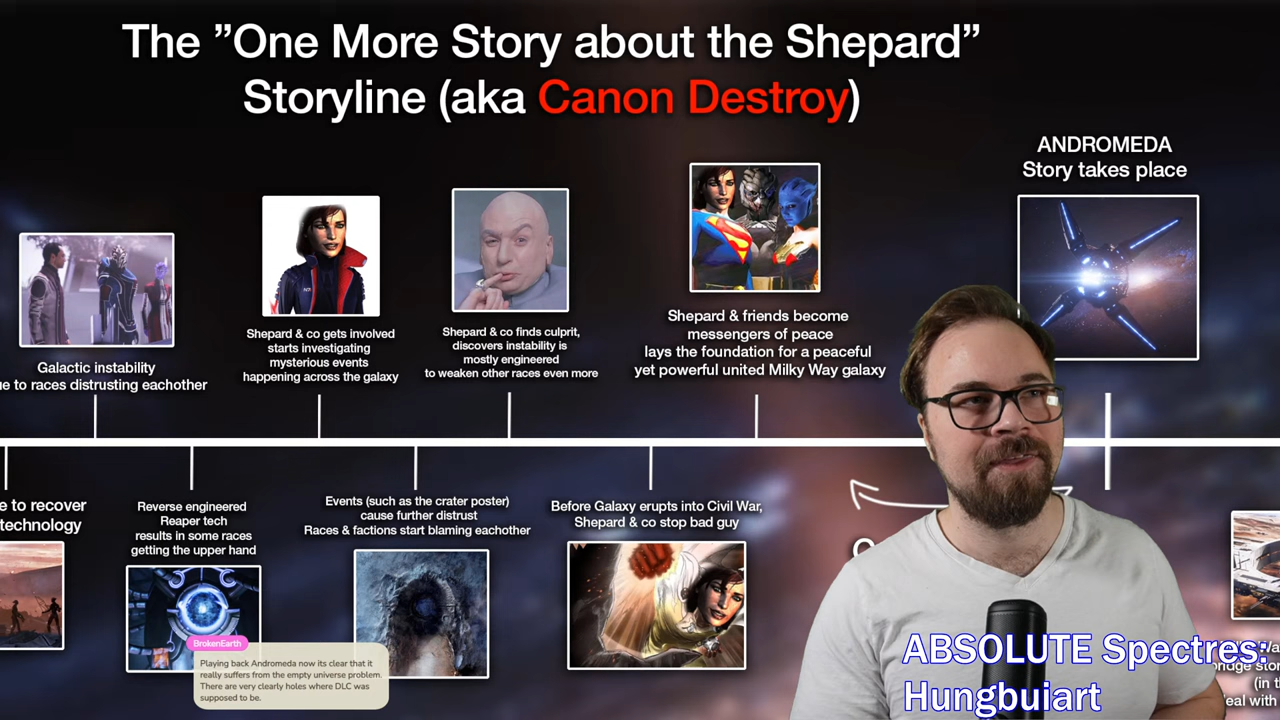 The ”One More Story about the Shepard”
Storyline (aka Canon Destroy)
ANDROMEDA
Story takes place
Galactic instability
to races distrusting eachother
Shepard & co gets involved
starts investigating
mysterious events
happening across the galaxy
Shepard & co finds culprit,
discovers instability is
mostly engineered
to weaken other races even more
Shepard & friends become
messengers of peace
lays the foundation for a peaceful
yet powerful united Milky Way galaxy
to recover
technology
Reverse engineered
Reaper tech
results in some races
getting the upper hand
Events (such as the crater poster)
cause further distrust
Races & factions start blaming eachother
Before Galaxy erupts into Civil War,
Shepard & co stop bad guy
N7
BrokenEarth
Playing back Andromeda now its clear that it
really suffers from the empty universe problem.
There are very clearly holes where DLC was
supposed to be.
ABSOLUTE Spectres:
Hungbuiart
(in
with